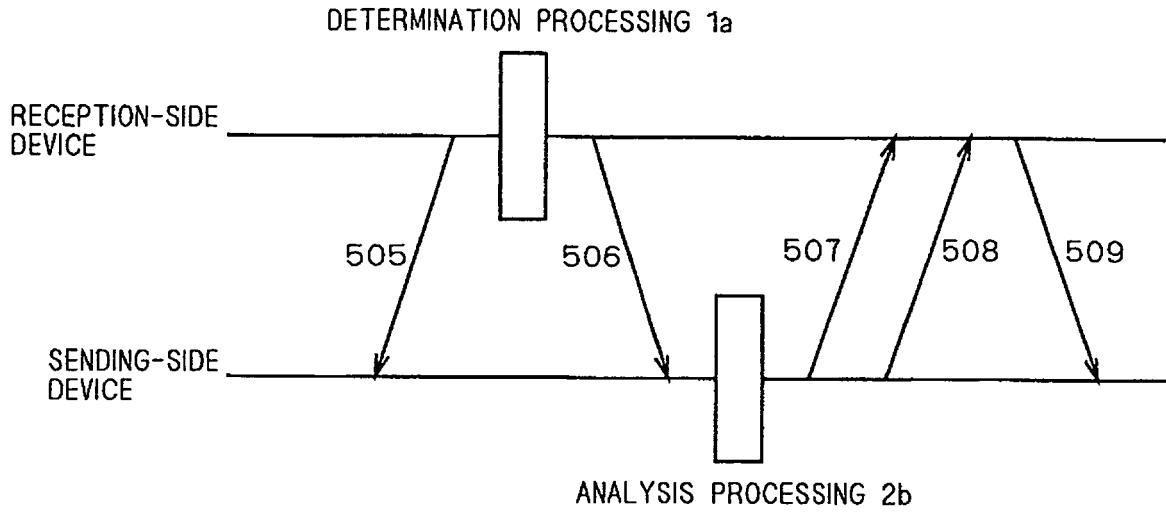 DETERMINATION PROCESSING 1a
RECEPTION-SIDE
DEVICE
505
506
507
508
509
SENDING-SIDE
DEVICE
ANALYSIS PROCESSING 2b